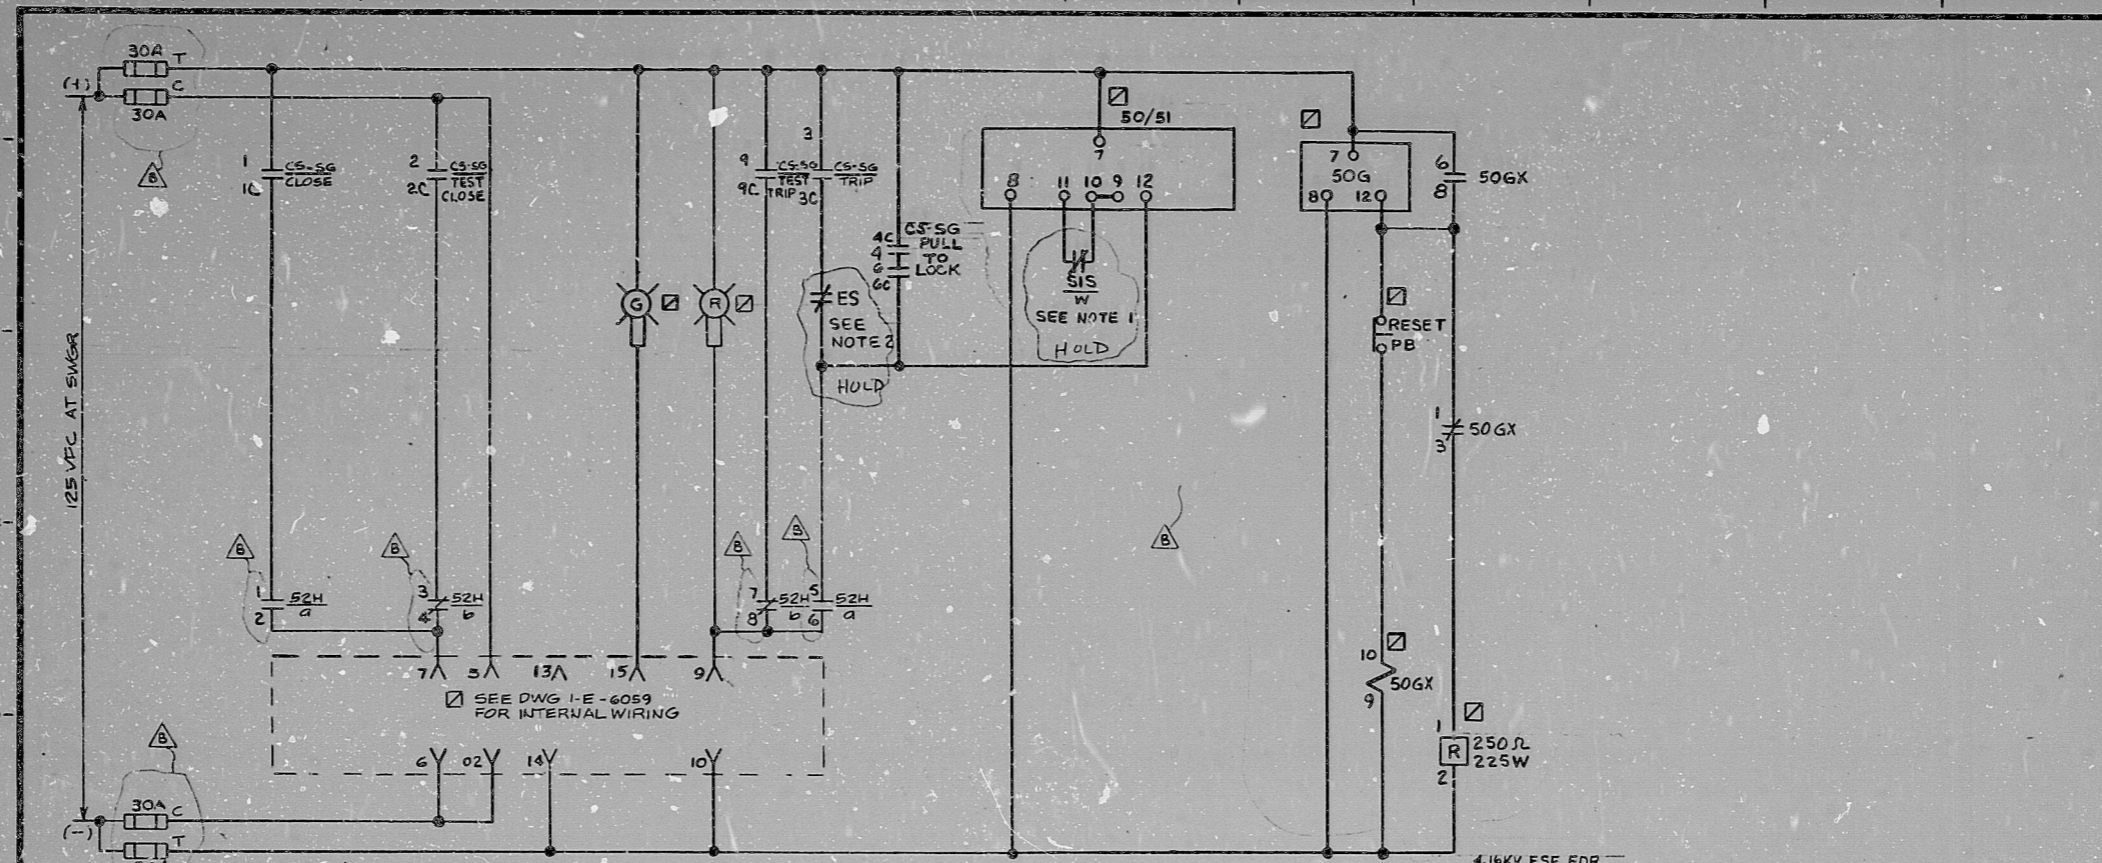 30A T
(+)
C
30A
B
125 VDC AT SWGR
1
1C
CS-SG
CLOSE
2
2C
CS-SG
TEST
CLOSE
9
9C
CS-SG
TEST
TRIP
3
3C
CS-SG
TRIP
4C
4
6
6C
CS-SG
PULL
TO
LOCK
G
R
ES
SEE
NOTE 2
HOLD
50/51
7
8 11 10 9 12
SIS
W
SEE NOTE 1
HOLD
7
50G
8 12
6
8
50GX
RESET
PB
1
3
50GX
10
9
50GX
1
R
2
250Ω
225W
B
B
B
B
B
1
2
52H
a
3
4
52H
b
7
8
52H
b
5
6
52H
a
7 5 13 15 9
SEE DWG 1-E-6059
FOR INTERNAL WIRING
6 02 14 10
B
30A C
(-)
T
4.16KV ESF FDR